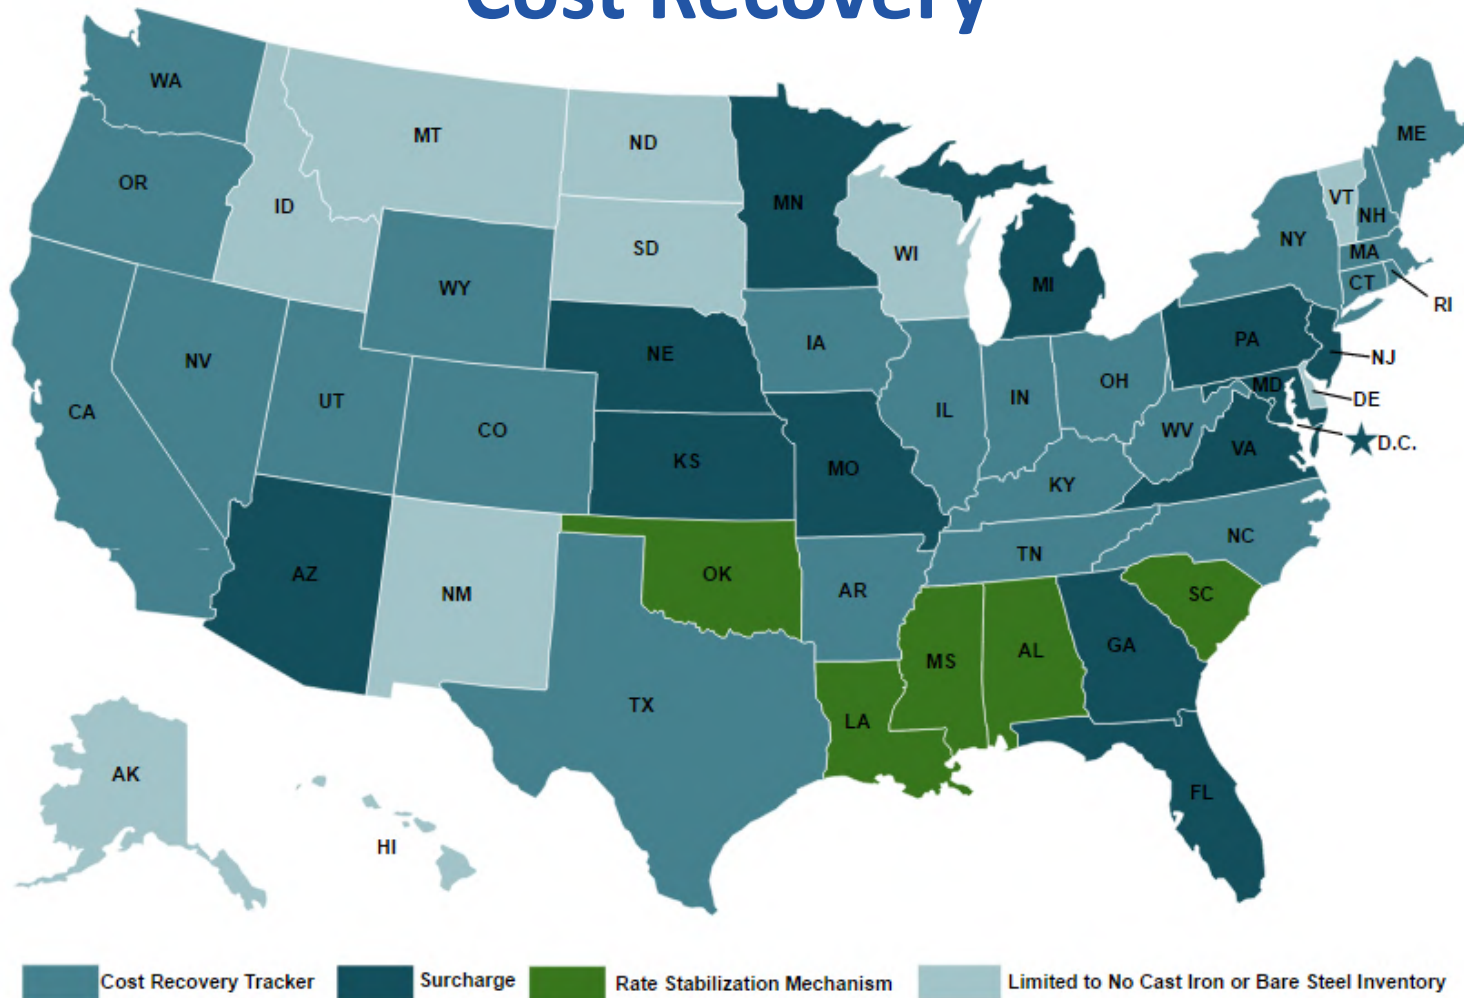 Cost Recovery
WA
MT
ND
ME
OR
VT
ID
MN
NH
NY
SD
WI
MA
WY
MI
CT
RI
IA
PA
NE
NJ
NV
OH
MD
UT
IN
DE
CA
IL
CO
WV
D.C.
VA
KS
MO
KY
NC
TN
AZ
OK
AR
NM
SC
GA
AL
MS
TX
LA
AK
FL
HI
Cost Recovery Tracker
Surcharge
Rate Stabilization Mechanism
Limited to No Cast Iron or Bare Steel Inventory